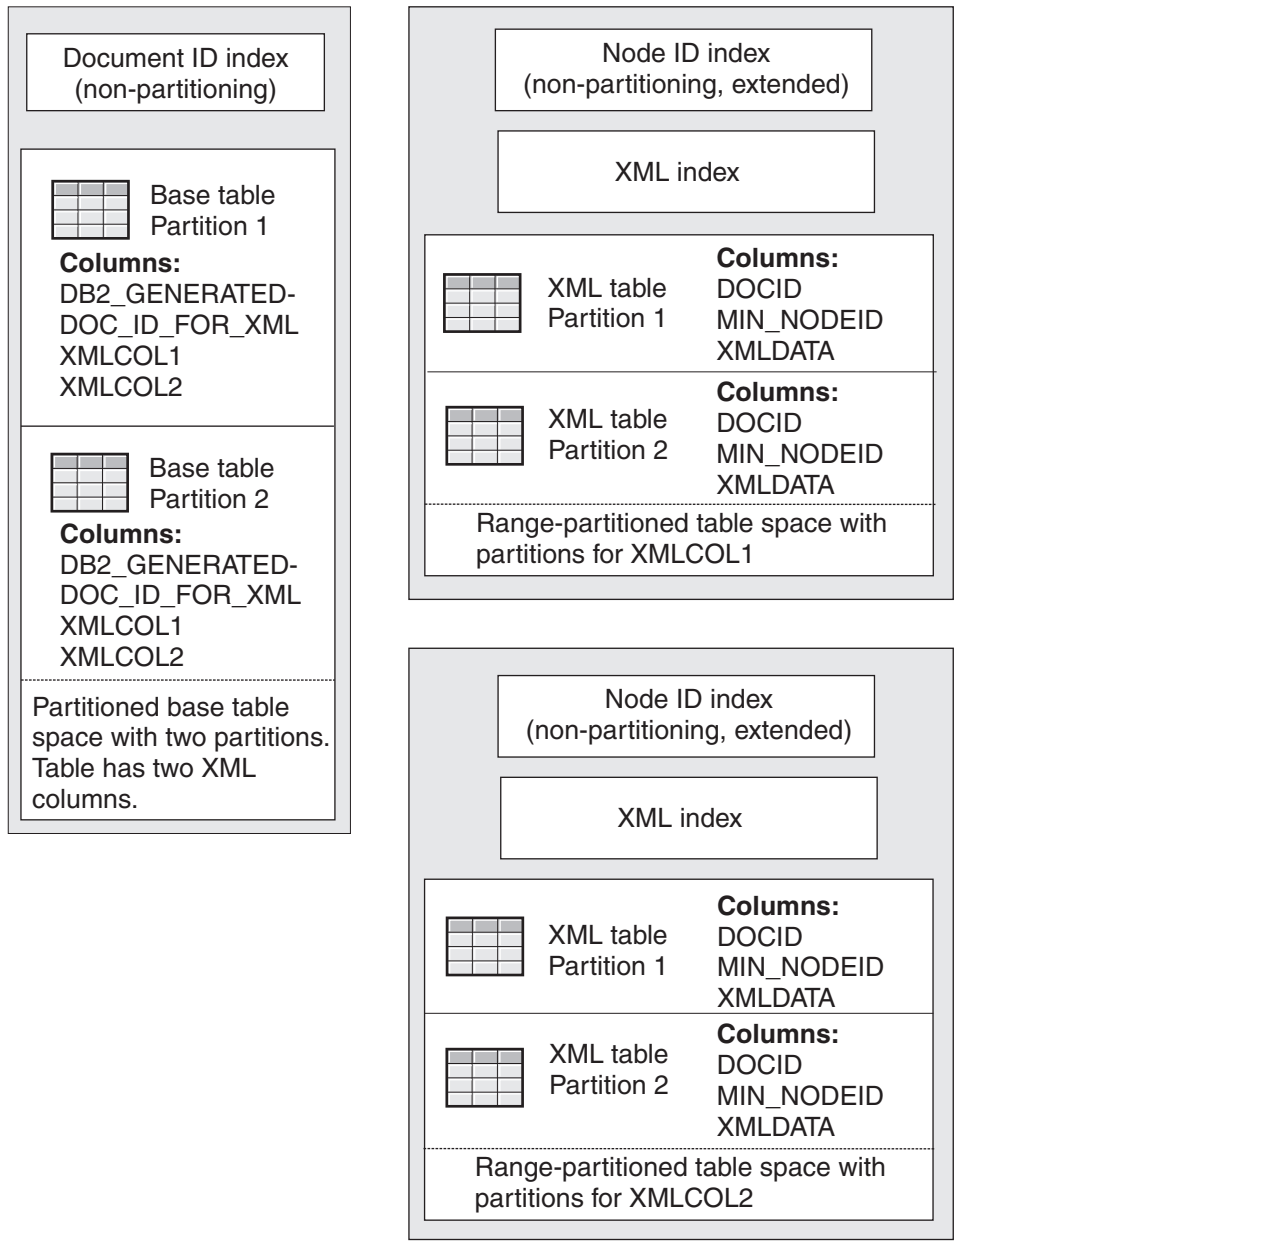 Document ID index
(non-partitioning)
Base table
Partition 1
Columns:
DB2_GENERATED-
DOC_ID_FOR_XML
XMLCOL1
XMLCOL2
Base table
Partition 2
Columns:
DB2_GENERATED-
DOC_ID_FOR_XML
XMLCOL1
XMLCOL2
Partitioned base table
space with two partitions.
Table has two XML
columns.
Node ID index
(non-partitioning, extended)
XML index
XML table
Partition 1
Columns:
DOCID
MIN_NODEID
XMLDATA
XML table
Partition 2
Columns:
DOCID
MIN_NODEID
XMLDATA
Range-partitioned table space with
partitions for XMLCOL1
Node ID index
(non-partitioning, extended)
XML index
XML table
Partition 1
Columns:
DOCID
MIN_NODEID
XMLDATA
XML table
Partition 2
Columns:
DOCID
MIN_NODEID
XMLDATA
Range-partitioned table space with
partitions for XMLCOL2